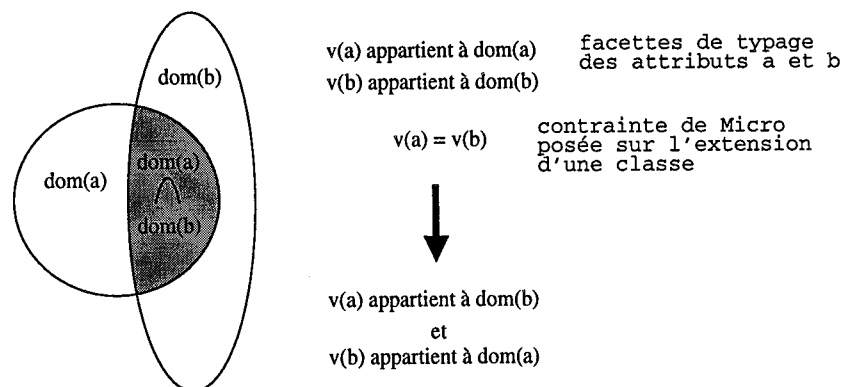 dom(b)
dom(a)
dom(a)
∩
dom(b)
v(a) appartient à dom(a)
v(b) appartient à dom(b)
facettes de typage
des attributs a et b
v(a) = v(b)
contrainte de Micro
posée sur l'extension
d'une classe
v(a) appartient à dom(b)
et
v(b) appartient à dom(a)